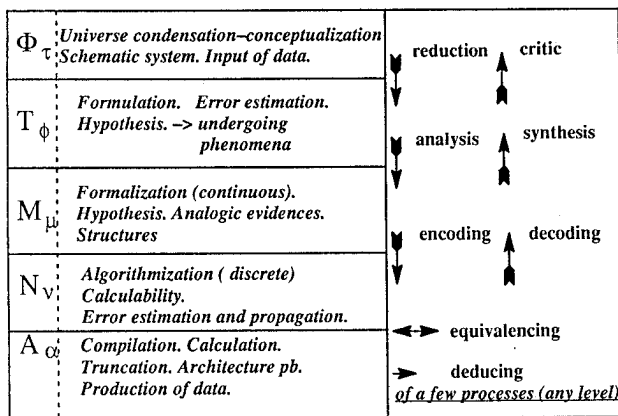 Φτ
Universe condensation–conceptualization
Schematic system. Input of data.
Tφ
Formulation. Error estimation.
Hypothesis. –> undergoing
phenomena
Mμ
Formalization (continuous).
Hypothesis. Analogic evidences.
Structures
Nν
Algorithmization ( discrete)
Calculability.
Error estimation and propagation.
Aα
Compilation. Calculation.
Truncation. Architecture pb.
Production of data.
reduction critic
analysis synthesis
encoding decoding
equivalencing
deducing
of a few processes (any level)